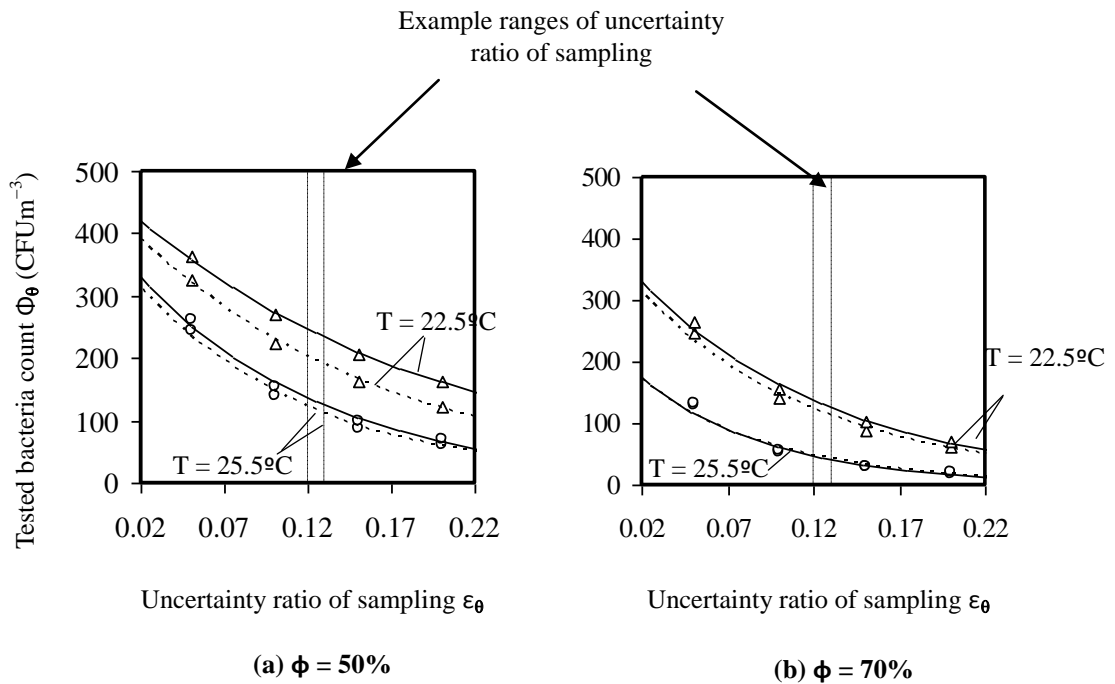 Example ranges of uncertainty
ratio of sampling
Tested bacteria count Φθ (CFUm⁻³)
500
400
300
200
100
0
T = 22.5ºC
T = 25.5ºC
0.02 0.07 0.12 0.17 0.22
Uncertainty ratio of sampling εθ
(a) ϕ = 50%
500
400
300
200
100
0
T = 22.5ºC
T = 25.5ºC
0.02 0.07 0.12 0.17 0.22
Uncertainty ratio of sampling εθ
(b) ϕ = 70%